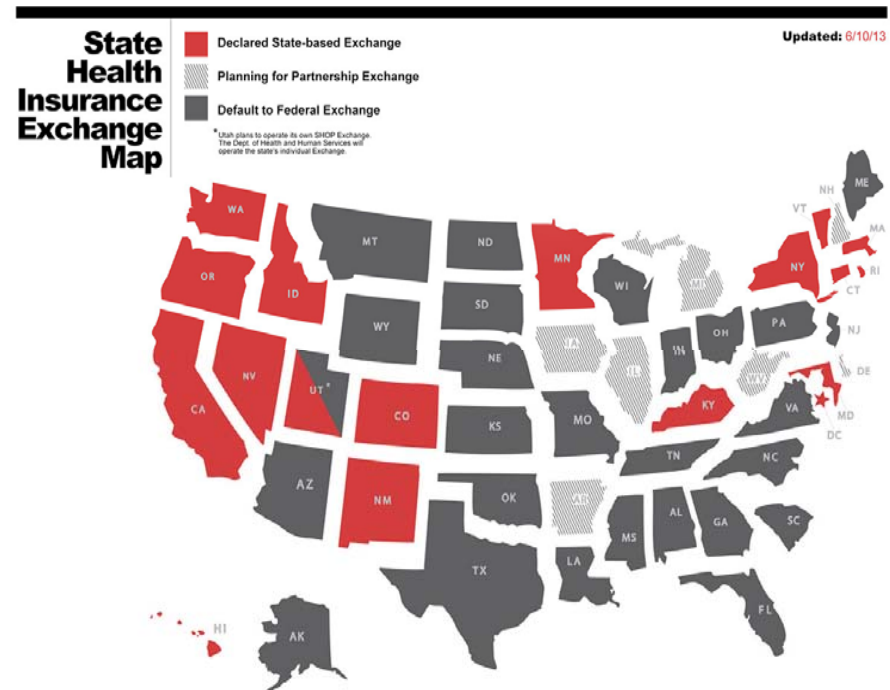 State
Health
Insurance
Exchange
Map
Declared State-based Exchange
Planning for Partnership Exchange
Default to Federal Exchange
* Utah plans to operate its own SHOP Exchange.
The Dept. of Health and Human Services will
operate the state's individual Exchange.
Updated: 6/10/13
WA
MT
ND
MN
ME
NH
VT
MA
OR
ID
SD
WI
MI
NY
RI
CT
WY
NE
IA
IL
IN
OH
PA
NJ
DE
CA
NV
UT*
CO
KS
MO
KY
WV
VA
MD
DC
AZ
NM
OK
AR
TN
NC
TX
LA
MS
AL
GA
SC
HI
AK
FL